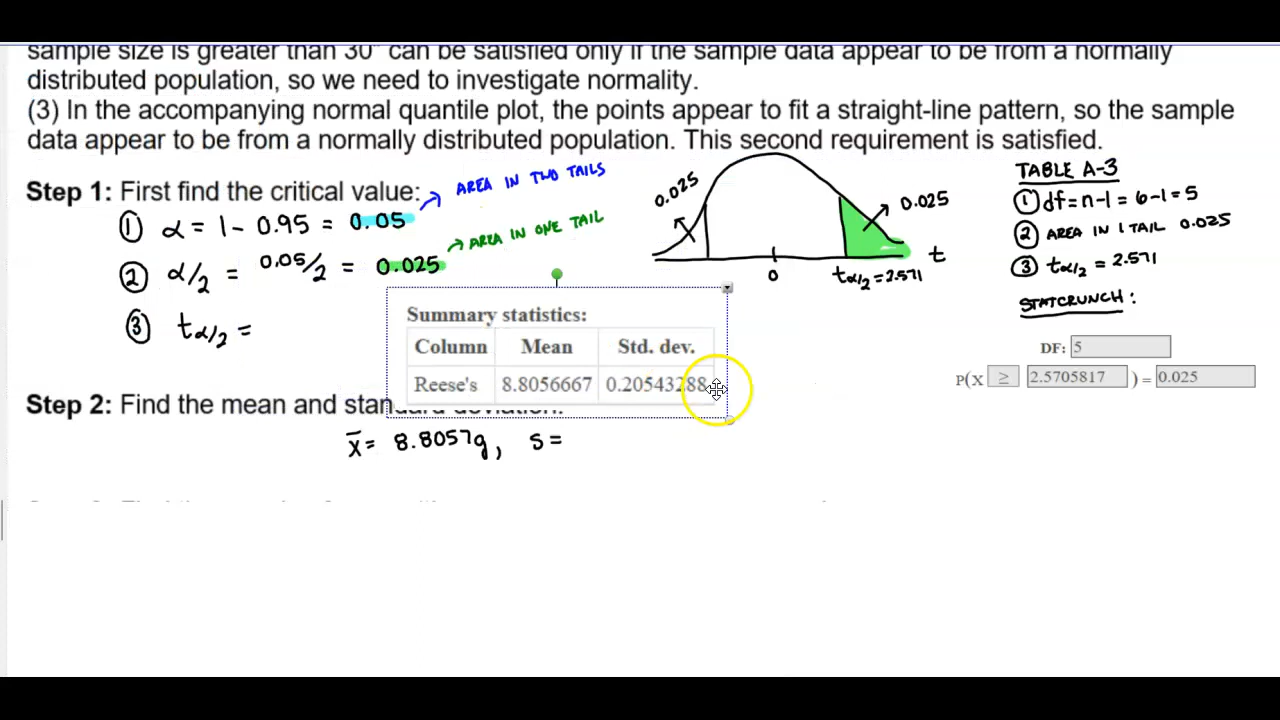 sample size is greater than 30" can be satisfied only if the sample data appear to be from a normally
distributed population, so we need to investigate normality.
(3) In the accompanying normal quantile plot, the points appear to fit a straight-line pattern, so the sample
data appear to be from a normally distributed population. This second requirement is satisfied.
Step 1: First find the critical value: → AREA IN TWO TAILS
① α = 1 - 0.95 = 0.05
② α/2 = 0.05/2 = 0.025 → AREA IN ONE TAIL
③ tα/2 =
0.025
0.025
0
tα/2 = 2.571
t
TABLE A-3
① df = n-1 = 6-1 = 5
② AREA IN 1 TAIL 0.025
③ tα/2 = 2.571
STATCRUNCH:
DF: 5
P(X ≥ 2.5705817 ) = 0.025
Summary statistics:
Column Mean Std. dev.
Reese's 8.8056667 0.20543288
Step 2: Find the mean and standard deviation:
x̄ = 8.8057g, s =